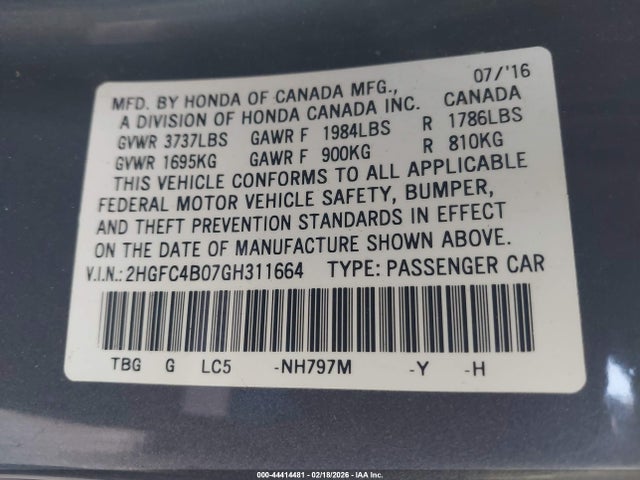 07/'16
MFD. BY HONDA OF CANADA MFG., CANADA
A DIVISION OF HONDA CANADA INC.
GVWR 3737LBS GAWR F 1984LBS R 1786LBS
GVWR 1695KG GAWR F 900KG R 810KG
THIS VEHICLE CONFORMS TO ALL APPLICABLE
FEDERAL MOTOR VEHICLE SAFETY, BUMPER,
AND THEFT PREVENTION STANDARDS IN EFFECT
ON THE DATE OF MANUFACTURE SHOWN ABOVE.
V.I.N.: 2HGFC4B07GH311664 TYPE: PASSENGER CAR
TBG G LC5 -NH797M -Y -H
000-44414481 - 02/18/2026 - IAA Inc.